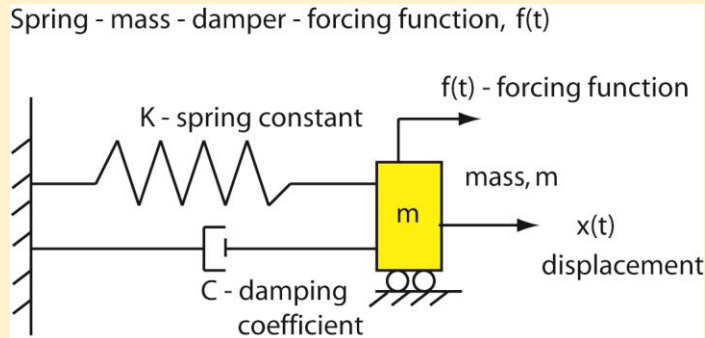 Spring - mass - damper - forcing function, f(t)
f(t) - forcing function
K - spring constant
mass, m
m
x(t)
displacement
C - damping
coefficient